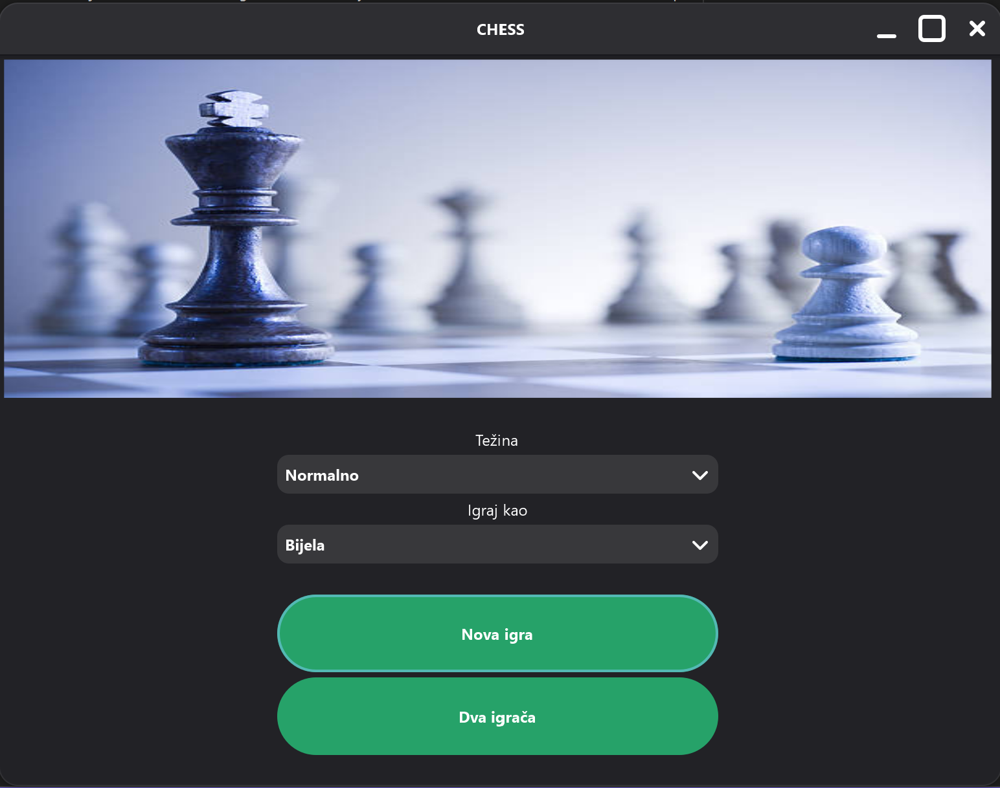 CHESS
Težina
Normalno
Igraj kao
Bijela
Nova igra
Dva igrača